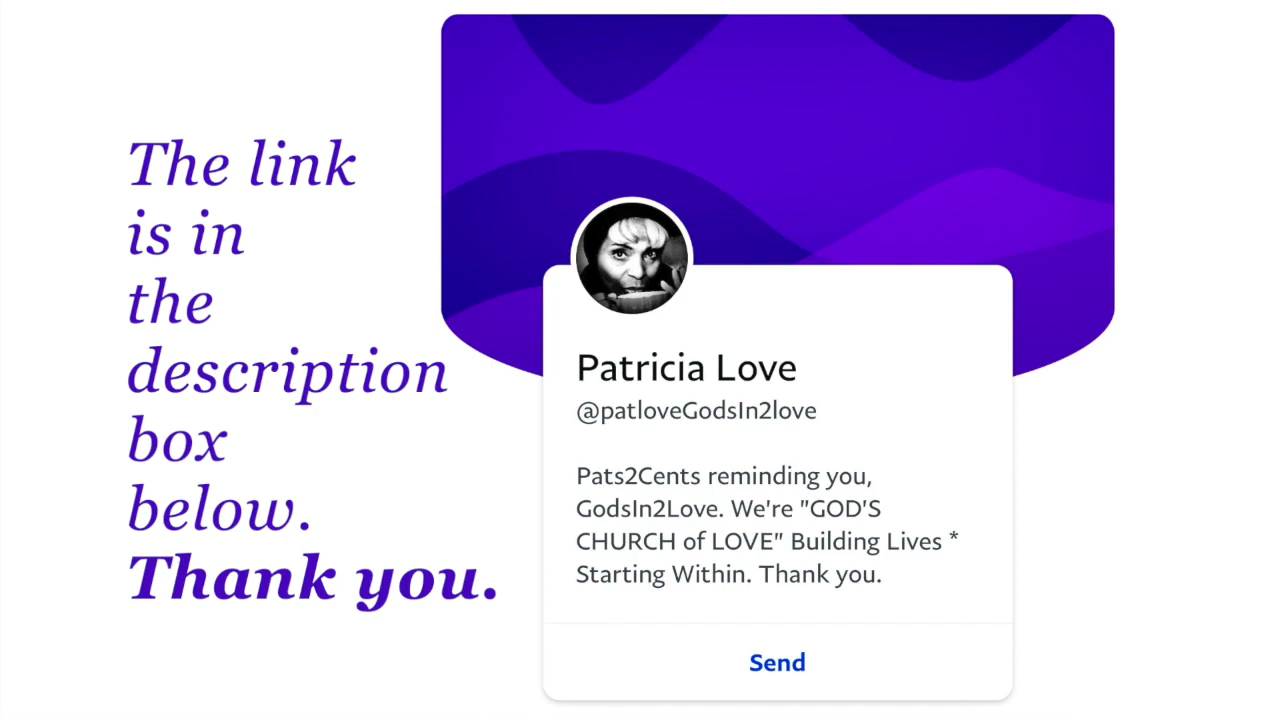 The link
is in
the
description
box
below.
Thank you.
Patricia Love
@patloveGodsIn2love
Pats2Cents reminding you,
GodsIn2Love. We're "GOD'S
CHURCH of LOVE" Building Lives *
Starting Within. Thank you.
Send